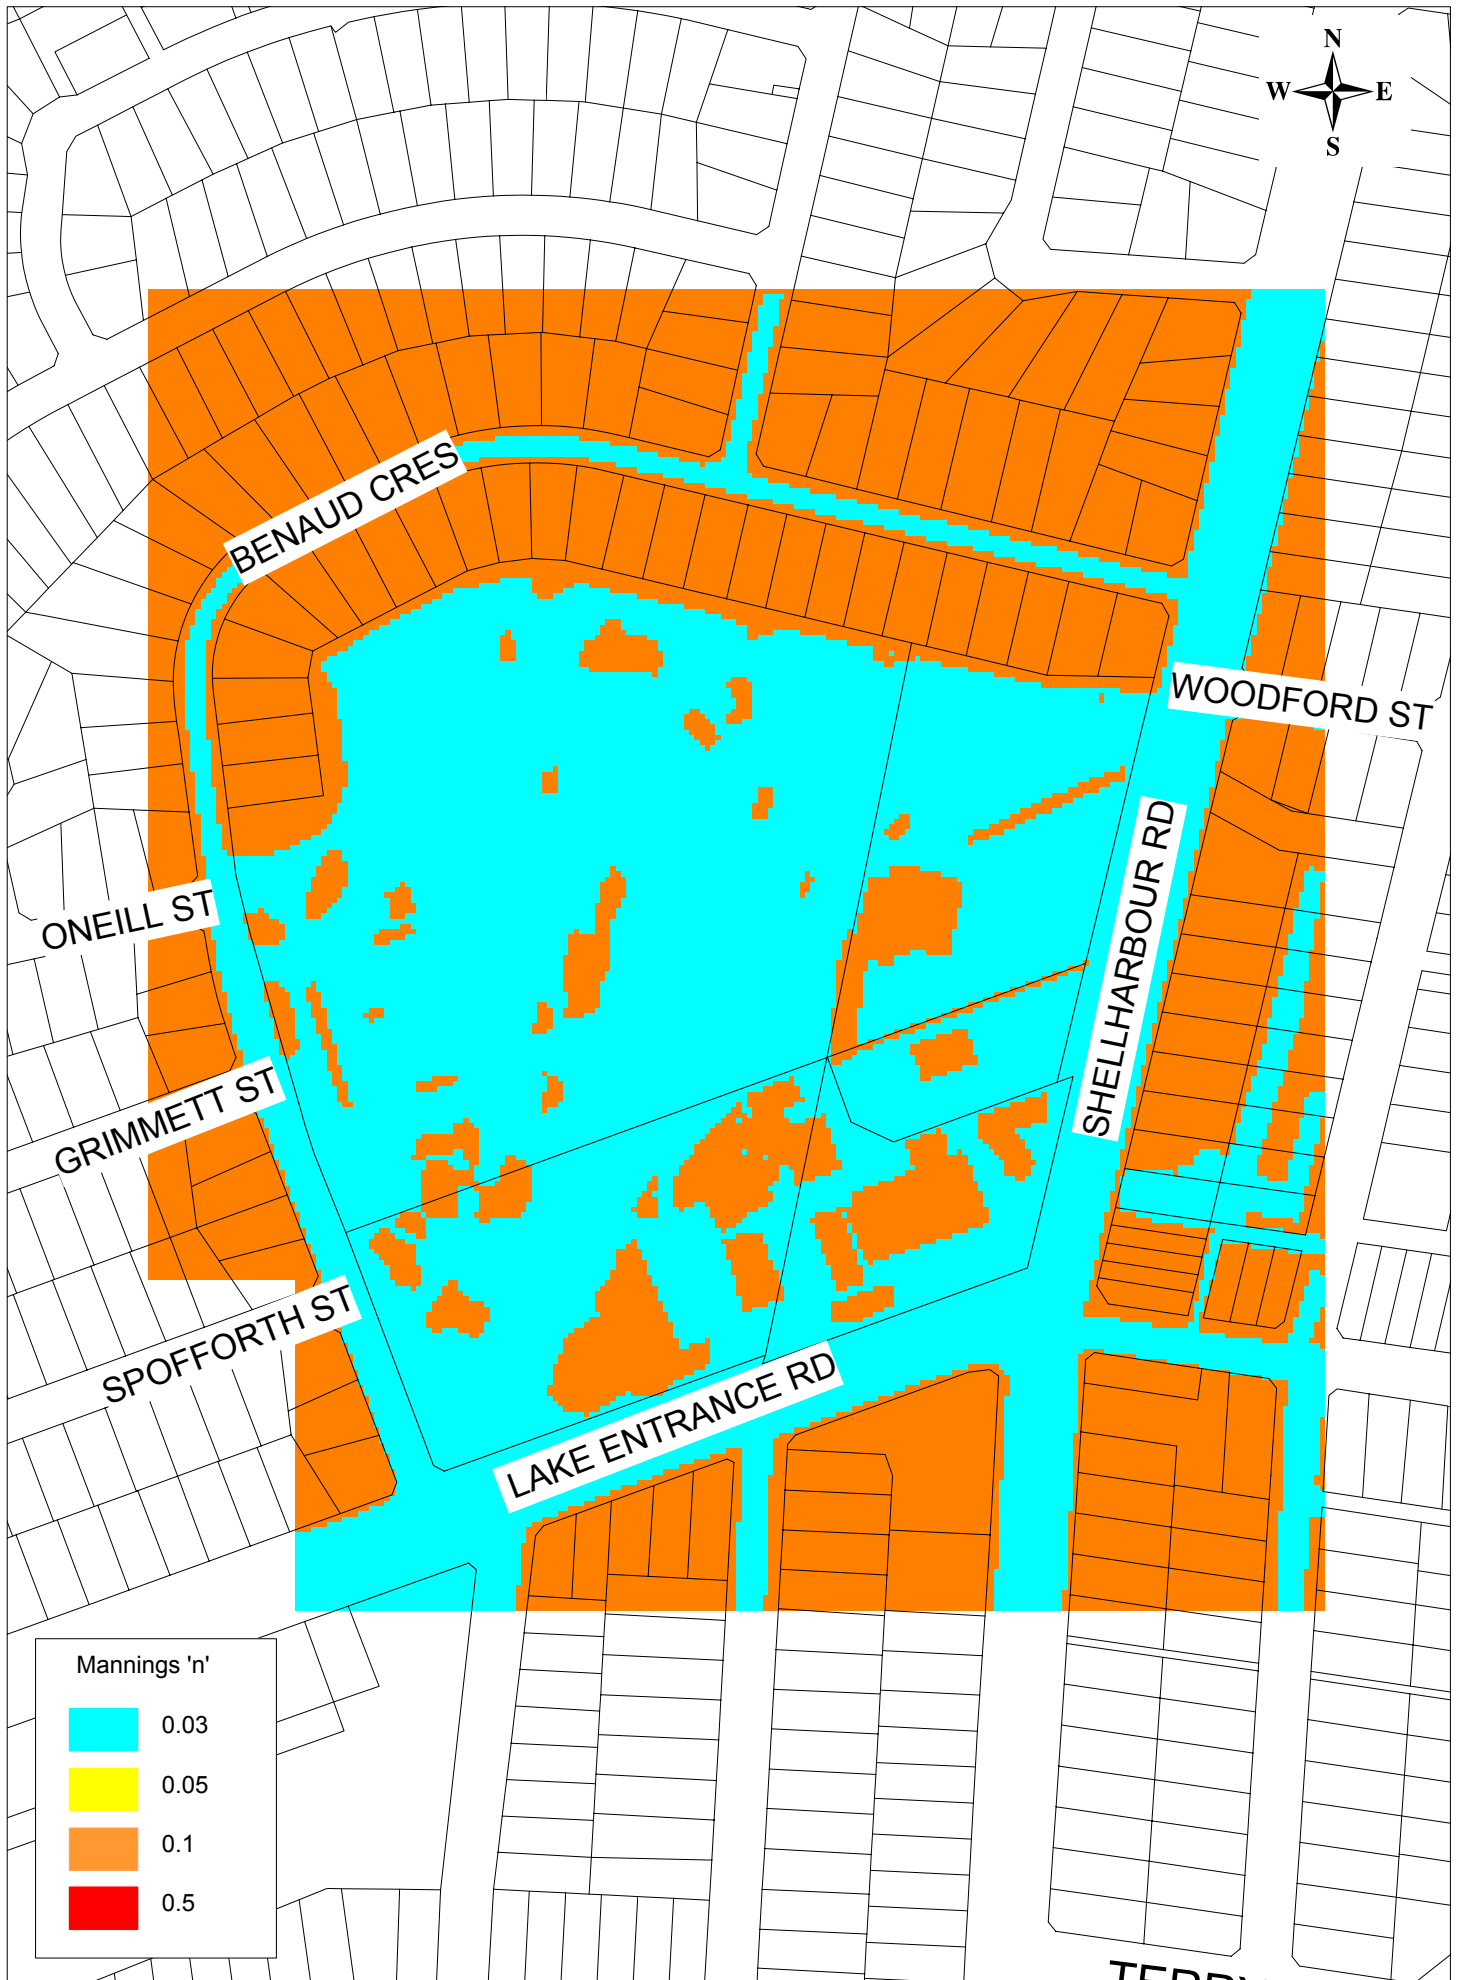 N
W E
S
BENAUD CRES
WOODFORD ST
SHELLHARBOUR RD
ONEILL ST
GRIMMETT ST
SPOFFORTH ST
LAKE ENTRANCE RD
Mannings 'n'
0.03
0.05
0.1
0.5